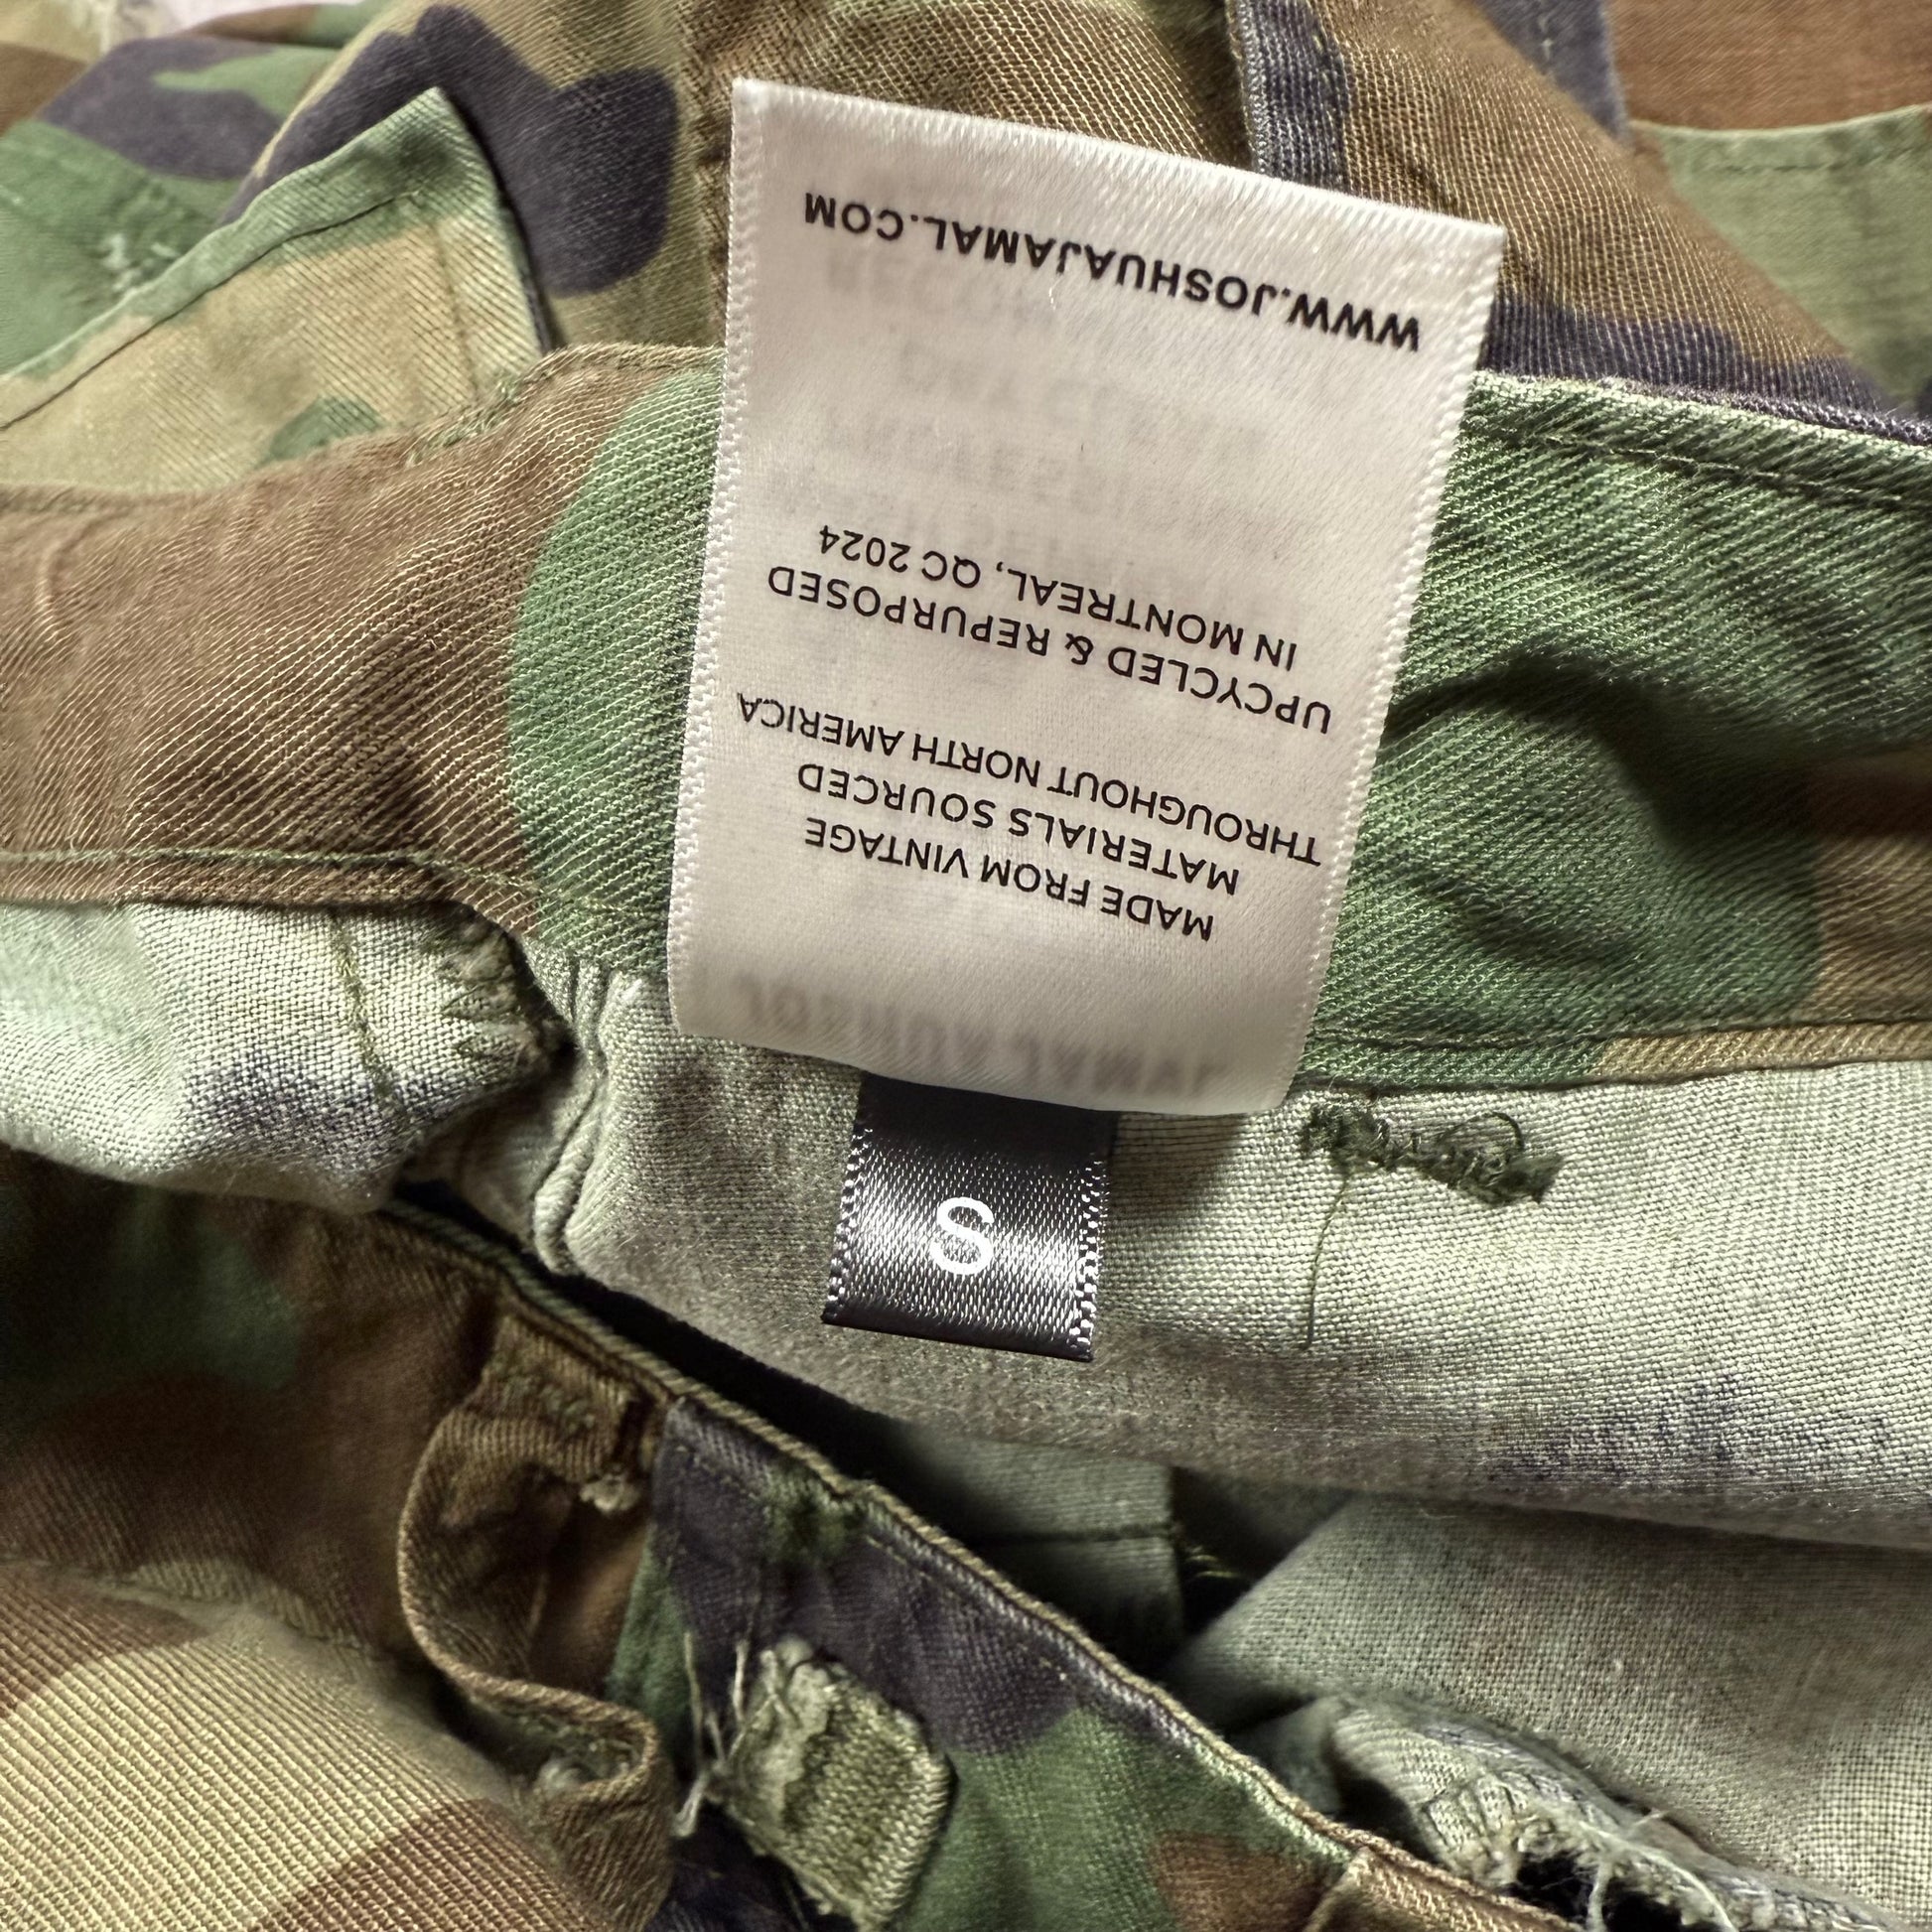 MADE FROM VINTAGE
MATERIALS SOURCED
THROUGHOUT NORTH AMERICA
UPCYCLED & REPURPOSED
IN MONTREAL, QC 2024
WWW.JOSHUAJAMAL.COM
S